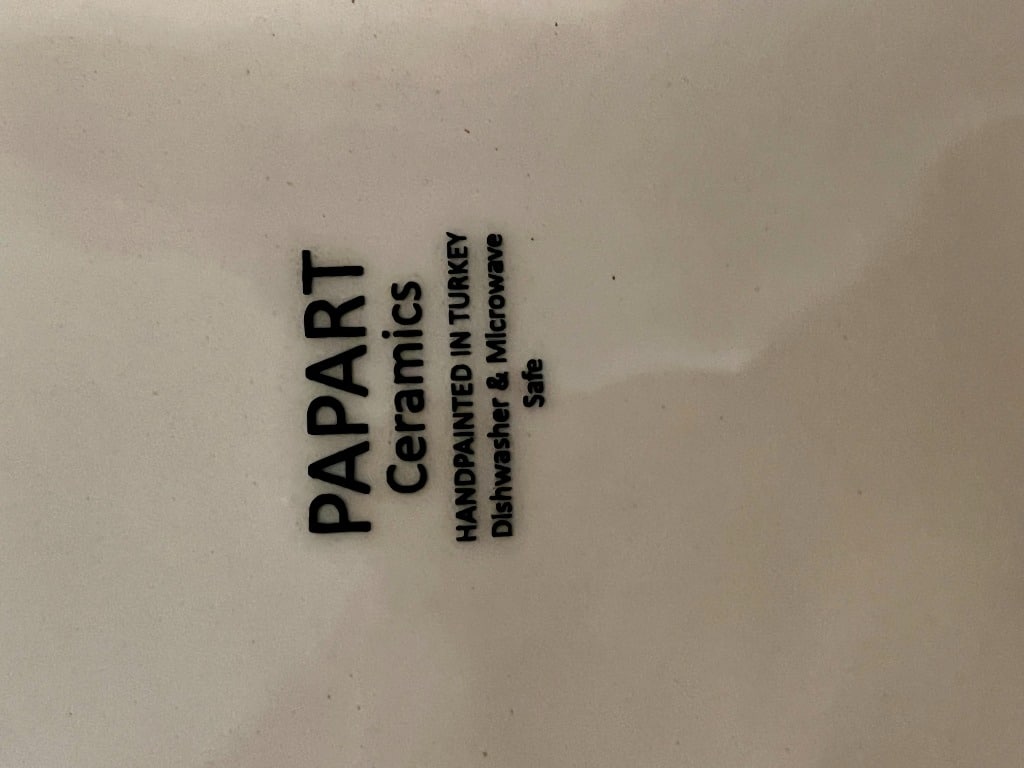 PAPART
Ceramics
HANDPAINTED IN TURKEY
Dishwasher & Microwave
Safe